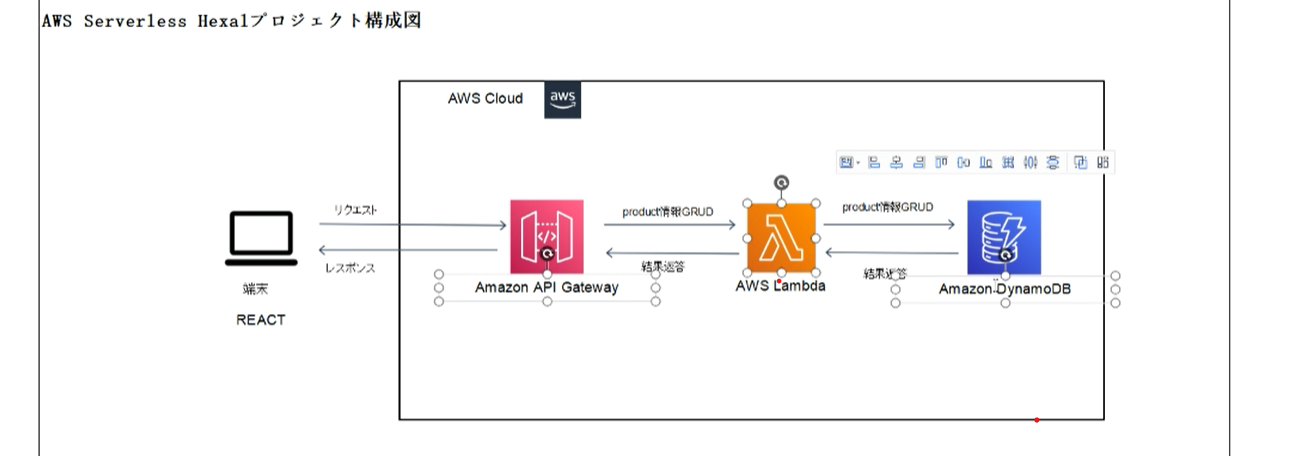 AWS Serverless Hexalプロジェクト構成図
AWS Cloud
aws
リクエスト
product情報GRUD
product情報GRUD
</>
レスポンス
結果返答
結果返答
端末
Amazon API Gateway
AWS Lambda
Amazon DynamoDB
REACT